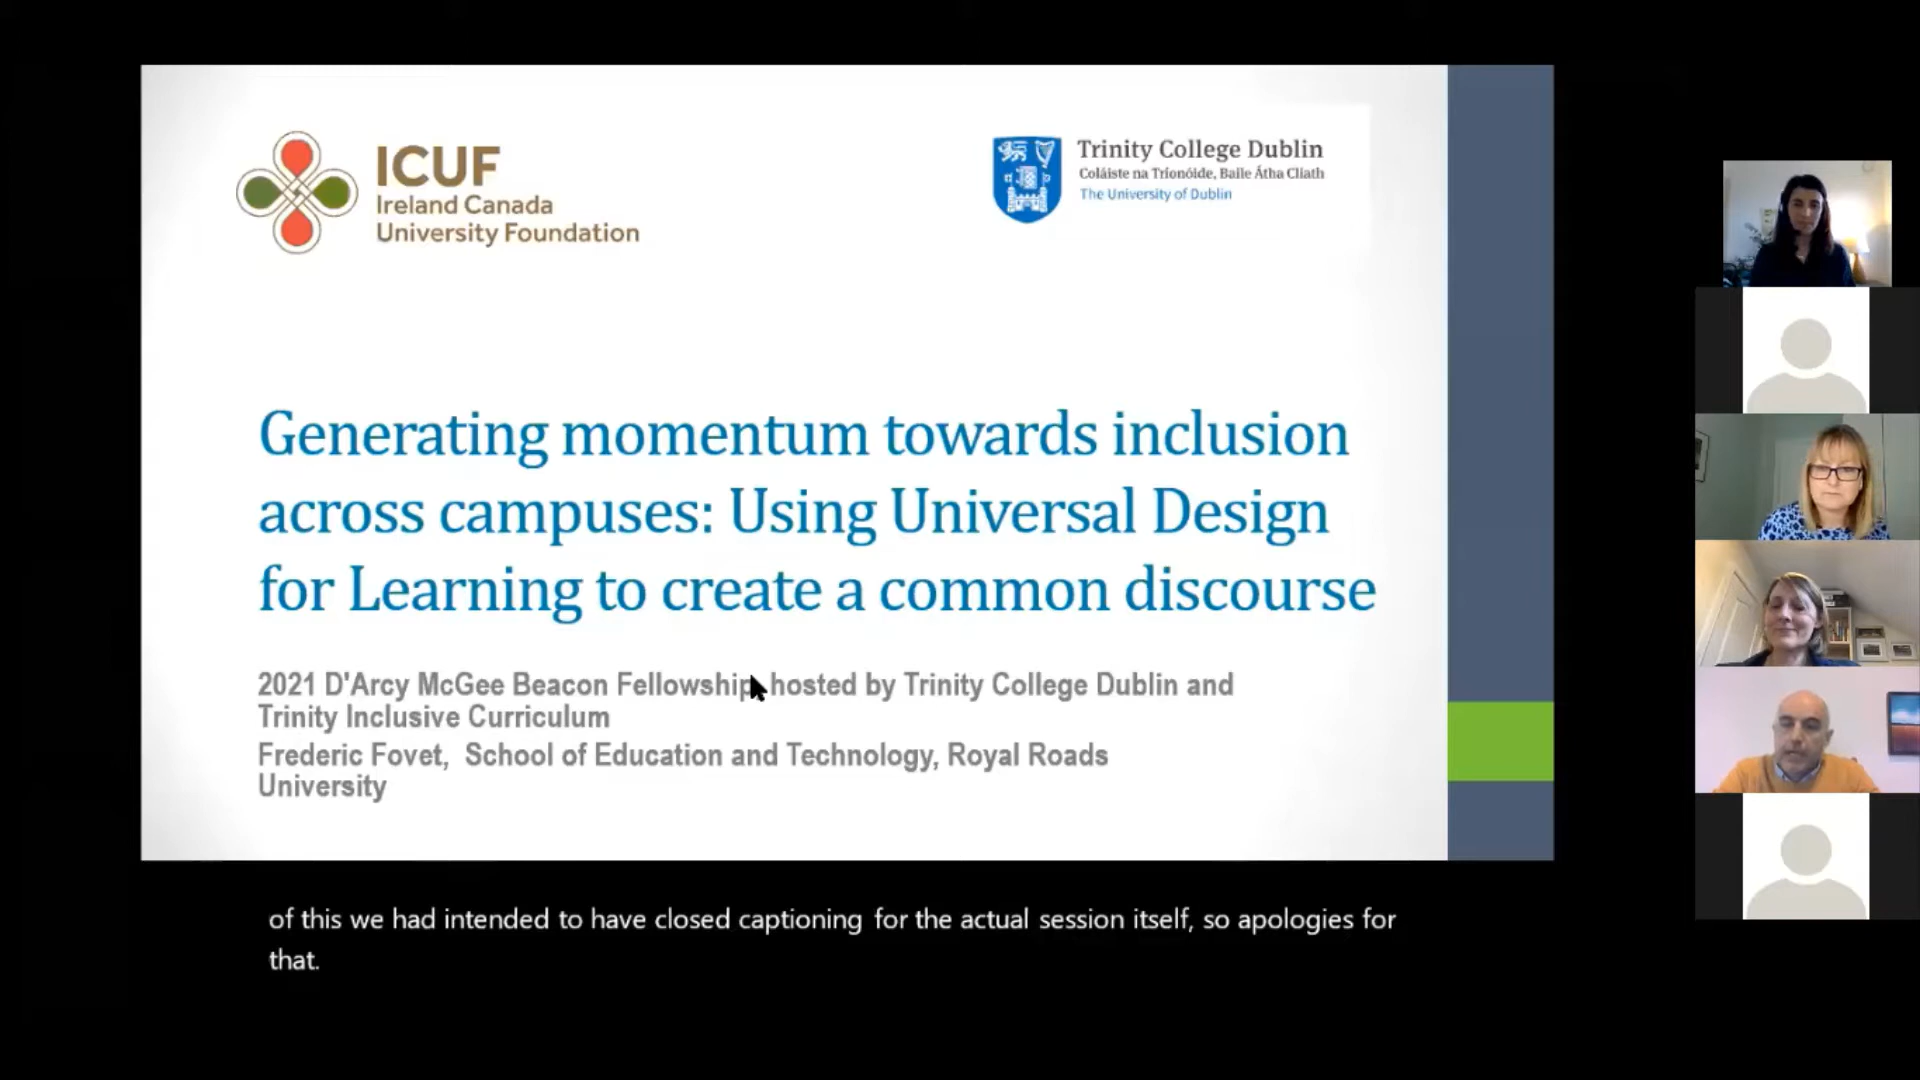 ICUF
Ireland Canada
University Foundation
Trinity College Dublin
Coláiste na Tríonóide, Baile Átha Cliath
The University of Dublin
Generating momentum towards inclusion
across campuses: Using Universal Design
for Learning to create a common discourse
2021 D'Arcy McGee Beacon Fellowship, hosted by Trinity College Dublin and
Trinity Inclusive Curriculum
Frederic Fovet, School of Education and Technology, Royal Roads
University
of this we had intended to have closed captioning for the actual session itself, so apologies for
that.